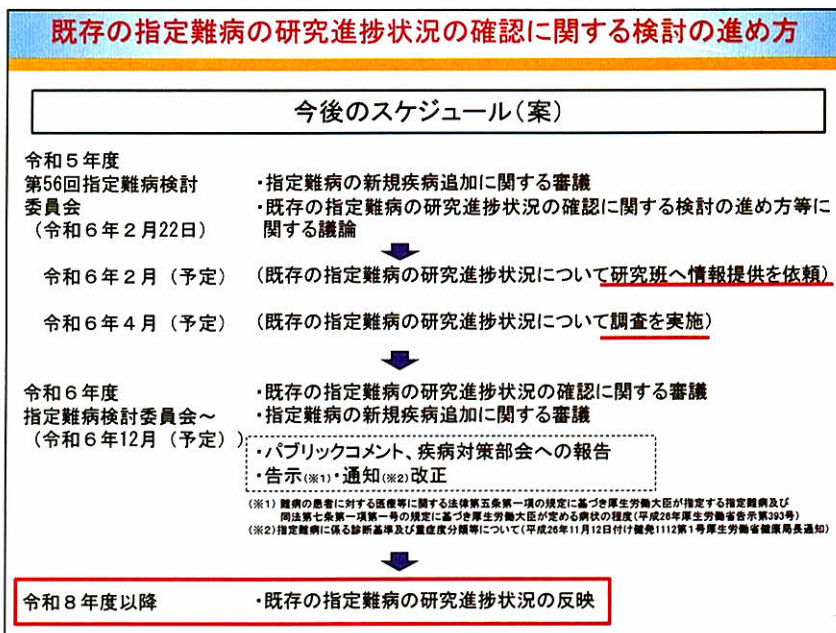 既存の指定難病の研究進捗状況の確認に関する検討の進め方
今後のスケジュール(案)
令和５年度
第56回指定難病検討
委員会
（令和６年２月22日）
・指定難病の新規疾病追加に関する審議
・既存の指定難病の研究進捗状況の確認に関する検討の進め方等に
関する議論
令和６年２月（予定）
(既存の指定難病の研究進捗状況について研究班へ情報提供を依頼)
令和６年４月（予定）
(既存の指定難病の研究進捗状況について調査を実施)
令和６年度
指定難病検討委員会～
（令和６年12月（予定））
・既存の指定難病の研究進捗状況の確認に関する審議
・指定難病の新規疾病追加に関する審議
・パブリックコメント、疾病対策部会への報告
・告示(※1)・通知(※2)改正
(※1) 難病の患者に対する医療等に関する法律第五条第一項の規定に基づき厚生労働大臣が指定する指定難病及び
同法第七条第一項第一号の規定に基づき厚生労働大臣が定める病状の程度(平成26年厚生労働省告示第393号)
(※2)指定難病に係る診断基準及び重症度分類等について(平成26年11月12日付け健発1112第1号厚生労働省健康局長通知)
令和８年度以降
・既存の指定難病の研究進捗状況の反映